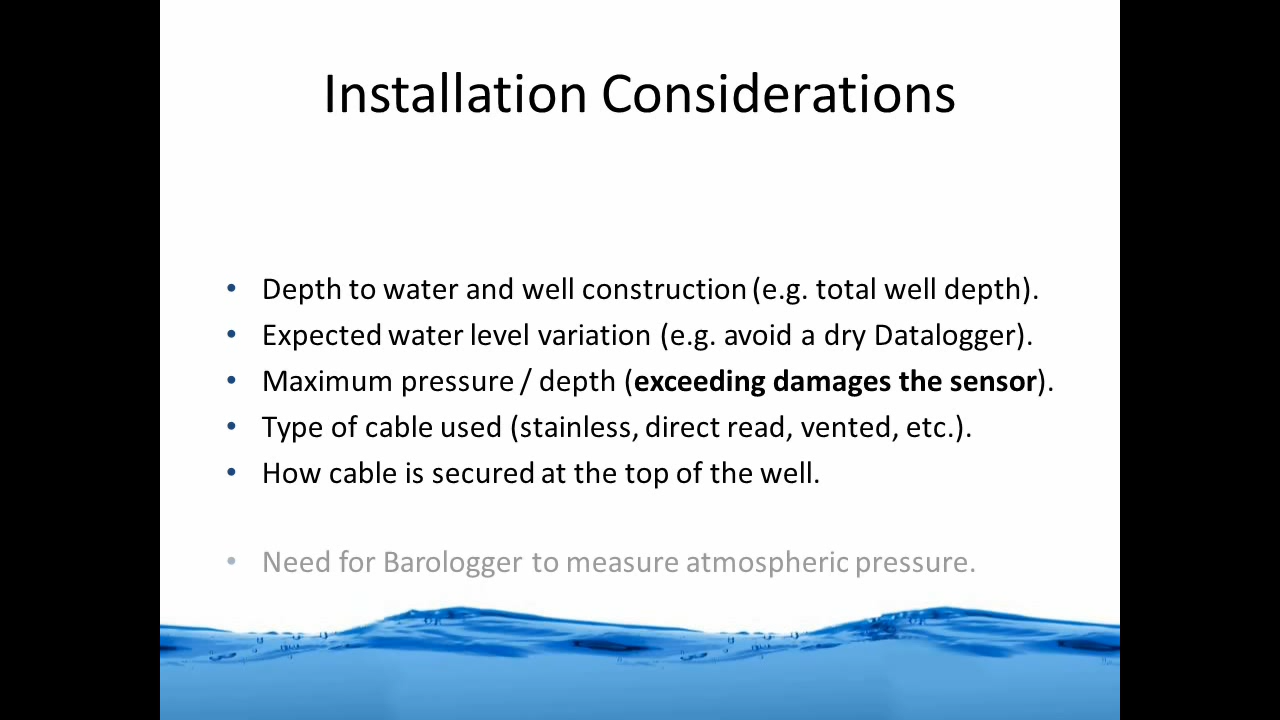 Installation Considerations
• Depth to water and well construction (e.g. total well depth).
• Expected water level variation (e.g. avoid a dry Datalogger).
• Maximum pressure / depth (exceeding damages the sensor).
• Type of cable used (stainless, direct read, vented, etc.).
• How cable is secured at the top of the well.
• Need for Barologger to measure atmospheric pressure.